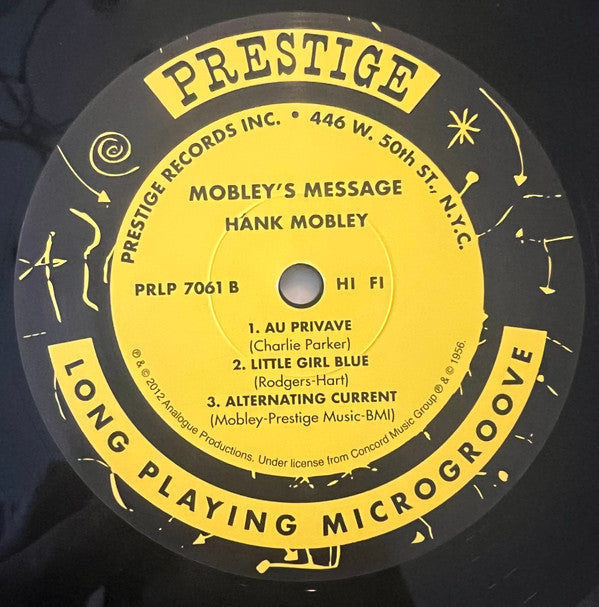 PRESTIGE
PRESTIGE RECORDS INC. • 446 W. 50th ST., N.Y.C.
MOBLEY'S MESSAGE
HANK MOBLEY
PRLP 7061 B
HI FI
1. AU PRIVAVE
(Charlie Parker)
2. LITTLE GIRL BLUE
(Rodgers-Hart)
3. ALTERNATING CURRENT
(Mobley-Prestige Music-BMI)
℗ & © 2012 Analogue Productions. Under license from Concord Music Group ℗ & © 1956.
LONG PLAYING MICROGROOVE